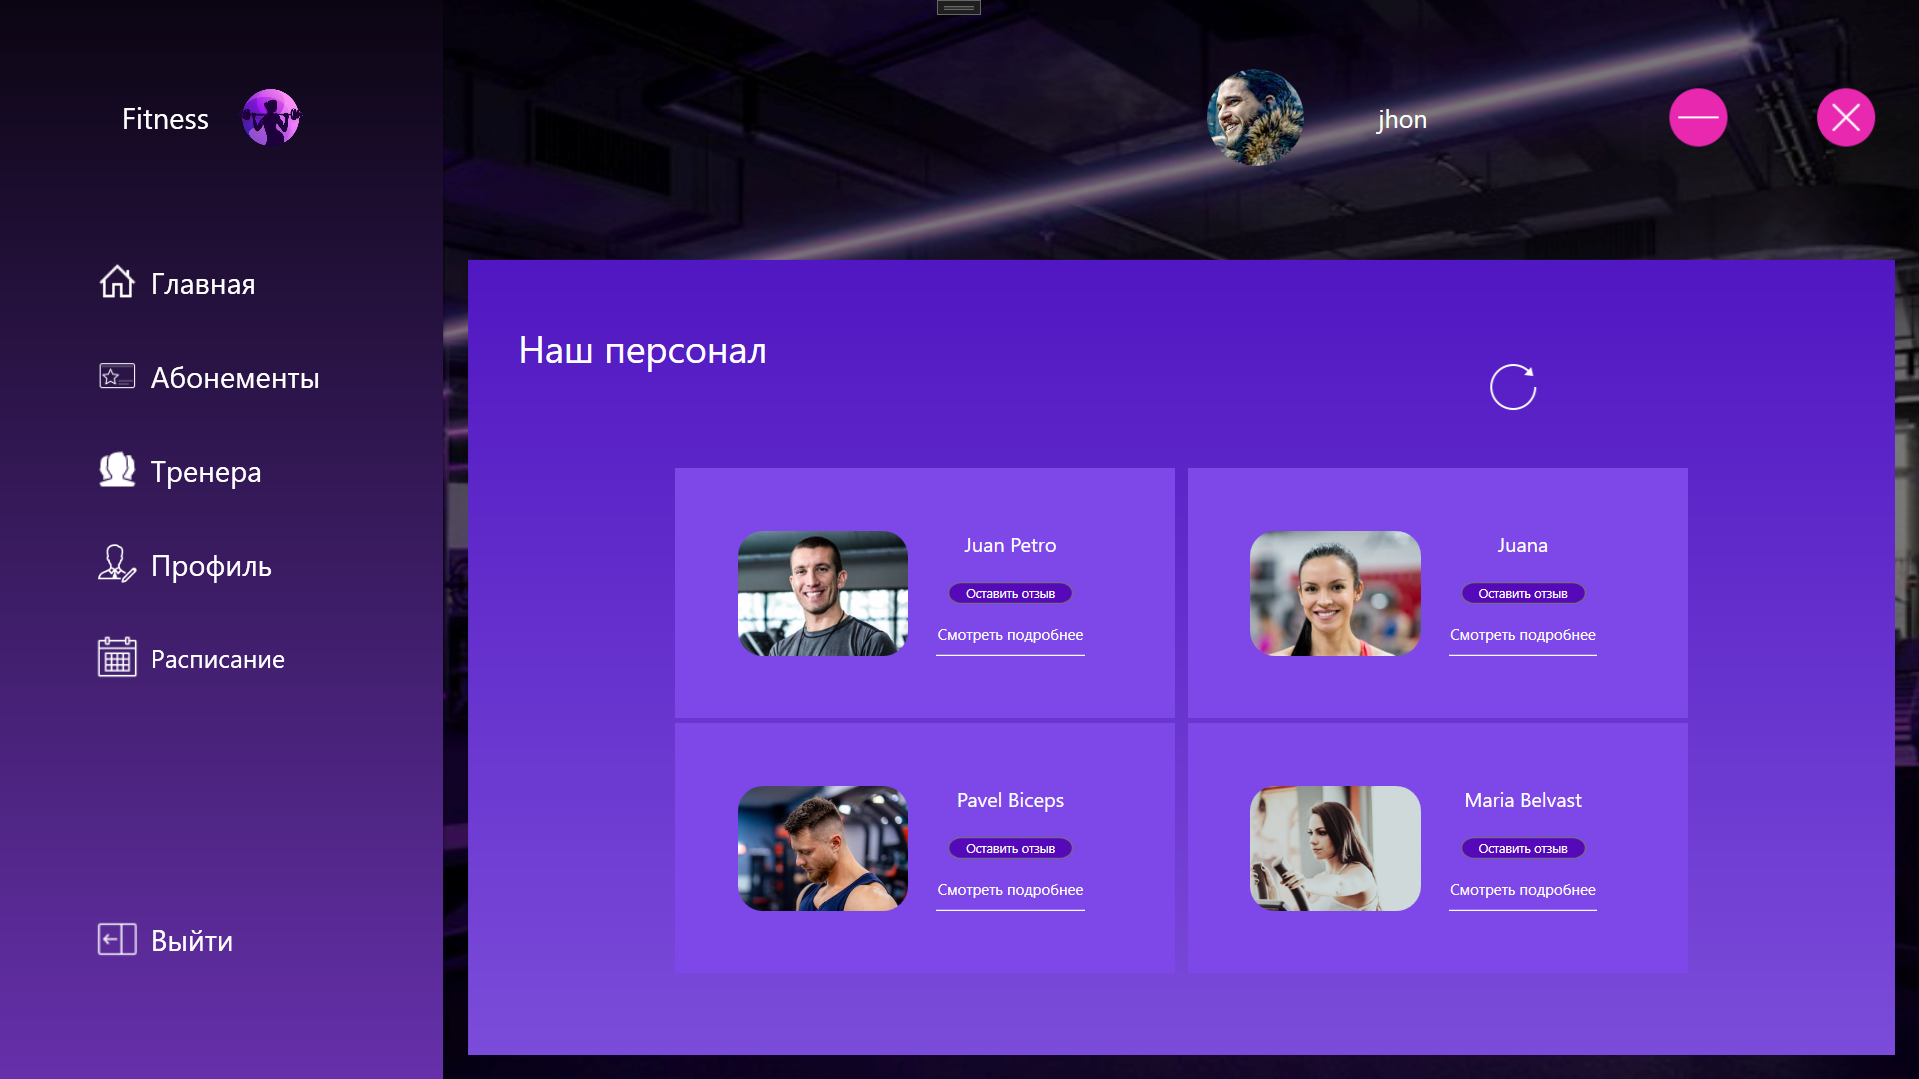 Fitness
jhon
Главная
Абонементы
Тренера
Профиль
Расписание
Выйти
Наш персонал
Juan Petro
Оставить отзыв
Смотреть подробнее
Juana
Оставить отзыв
Смотреть подробнее
Pavel Biceps
Оставить отзыв
Смотреть подробнее
Maria Belvast
Оставить отзыв
Смотреть подробнее